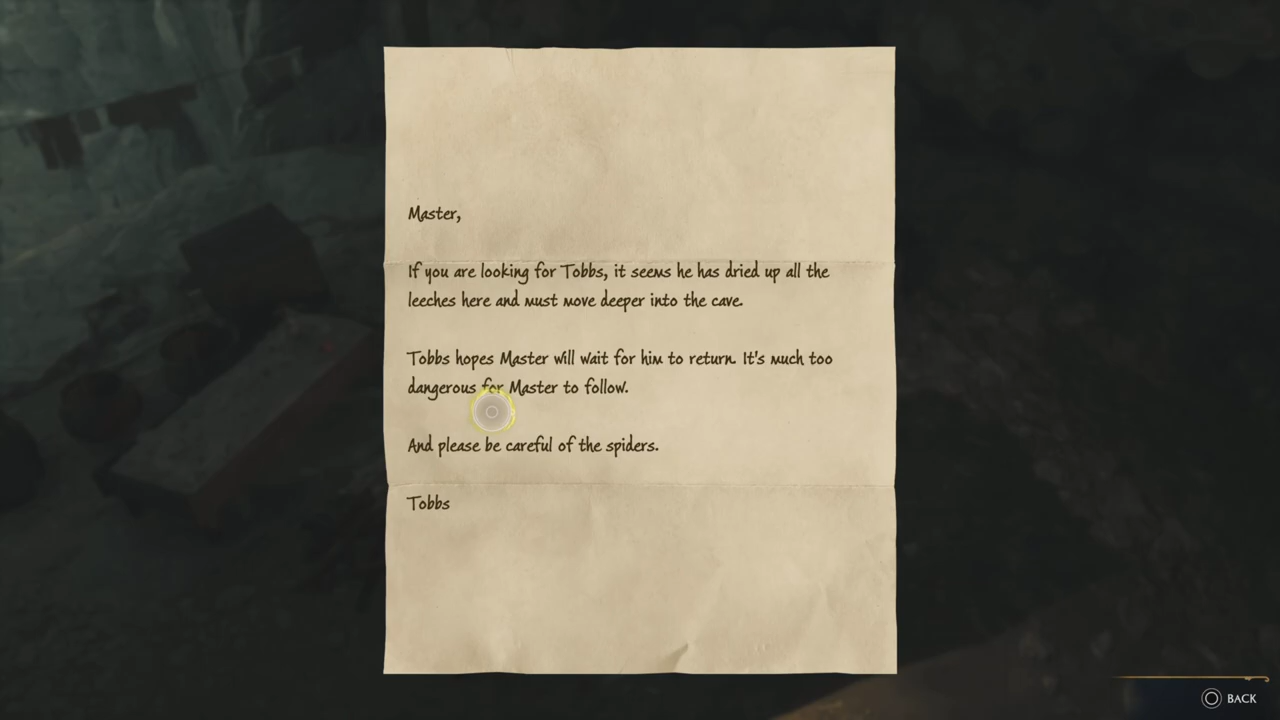 Master,
If you are looking for Tobbs, it seems he has dried up all the
leeches here and must move deeper into the cave.
Tobbs hopes Master will wait for him to return. It's much too
dangerous for Master to follow.
And please be careful of the spiders.
Tobbs
BACK